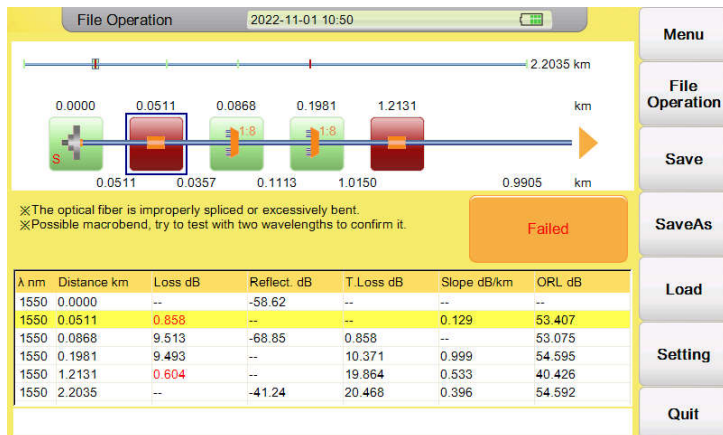 File Operation 2022-11-01 10:50
2.2035 km
0.0000 0.0511 0.0868 0.1981 1.2131 km
S 1:8 1:8
0.0511 0.0357 0.1113 1.0150 0.9905 km
※The optical fiber is improperly spliced or excessively bent.
※Possible macrobend, try to test with two wavelengths to confirm it.
Failed
λ nm Distance km Loss dB Reflect. dB T.Loss dB Slope dB/km ORL dB
1550 0.0000 -- -58.62 -- -- --
1550 0.0511 0.858 -- -- 0.129 53.407
1550 0.0868 9.513 -68.85 0.858 -- 53.075
1550 0.1981 9.493 -- 10.371 0.999 54.595
1550 1.2131 0.604 -- 19.864 0.533 40.426
1550 2.2035 -- -41.24 20.468 0.396 54.592
Menu
File
Operation
Save
SaveAs
Load
Setting
Quit